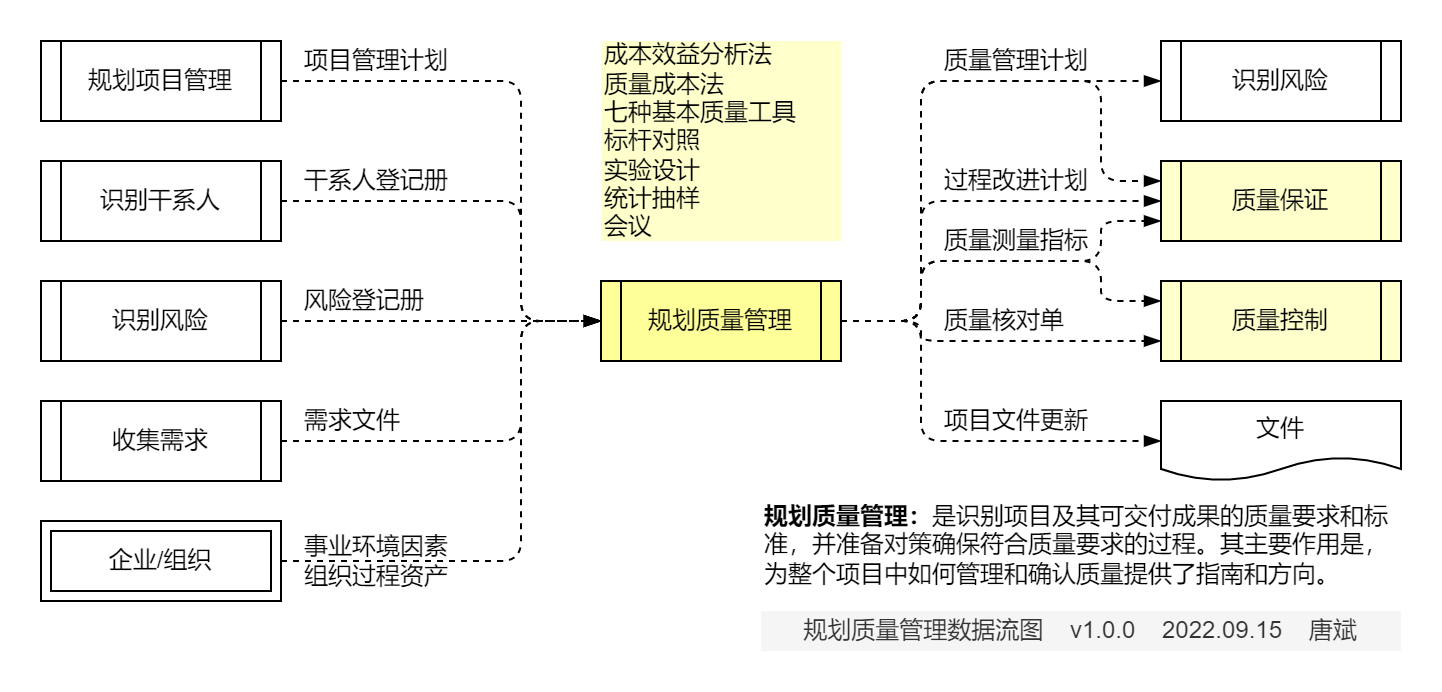 规划项目管理
项目管理计划
识别干系人
干系人登记册
识别风险
风险登记册
收集需求
需求文件
企业/组织
事业环境因素
组织过程资产
成本效益分析法
质量成本法
七种基本质量工具
标杆对照
实验设计
统计抽样
会议
规划质量管理
质量管理计划
识别风险
过程改进计划
质量保证
质量测量指标
质量核对单
质量控制
项目文件更新
文件
规划质量管理：是识别项目及其可交付成果的质量要求和标
准，并准备对策确保符合质量要求的过程。其主要作用是，
为整个项目中如何管理和确认质量提供了指南和方向。
规划质量管理数据流图 v1.0.0 2022.09.15 唐斌